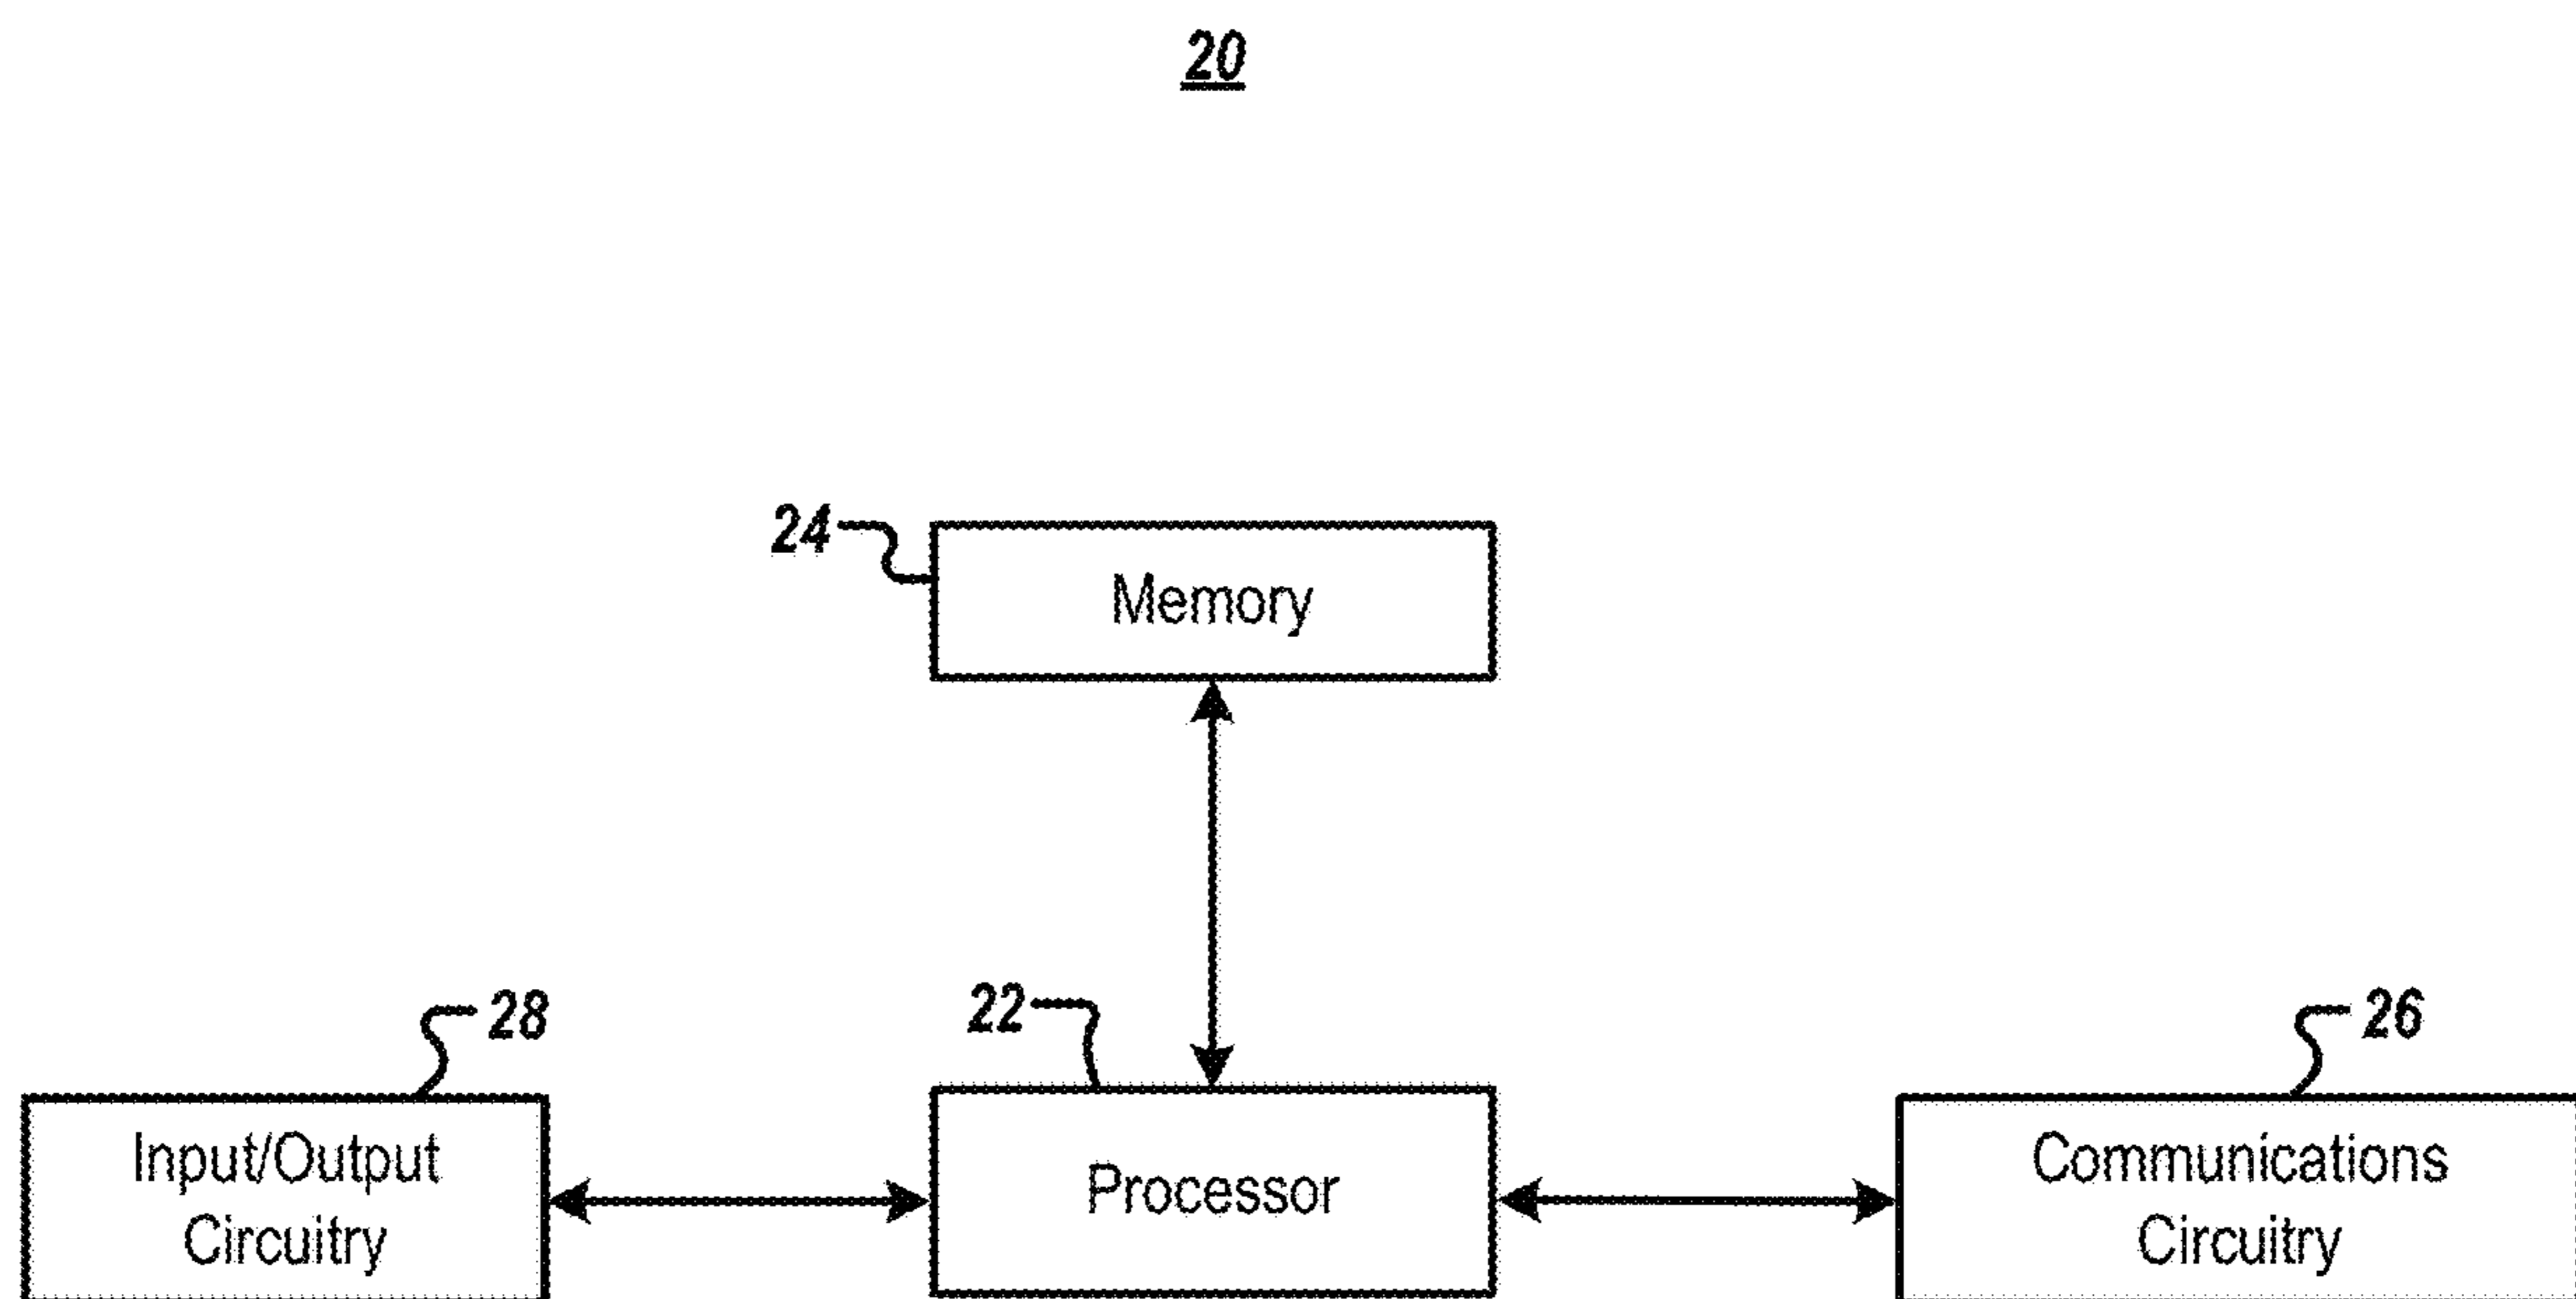 20
24
Memory
28
22
26
Input/Output
Circuitry
Processor
Communications
Circuitry